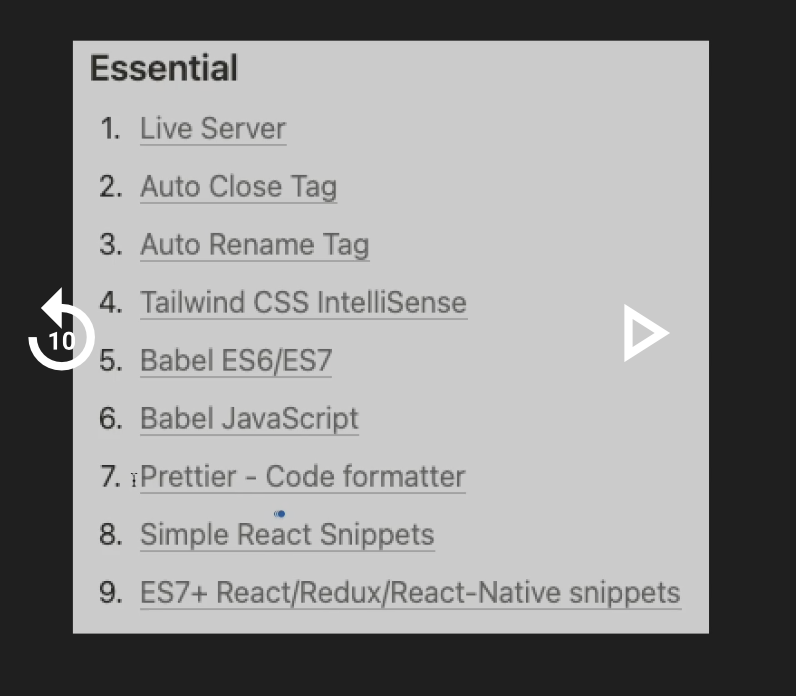 Essential
1. Live Server
2. Auto Close Tag
3. Auto Rename Tag
4. Tailwind CSS IntelliSense
10
5. Babel ES6/ES7
6. Babel JavaScript
7. Prettier - Code formatter
8. Simple React Snippets
9. ES7+ React/Redux/React-Native snippets